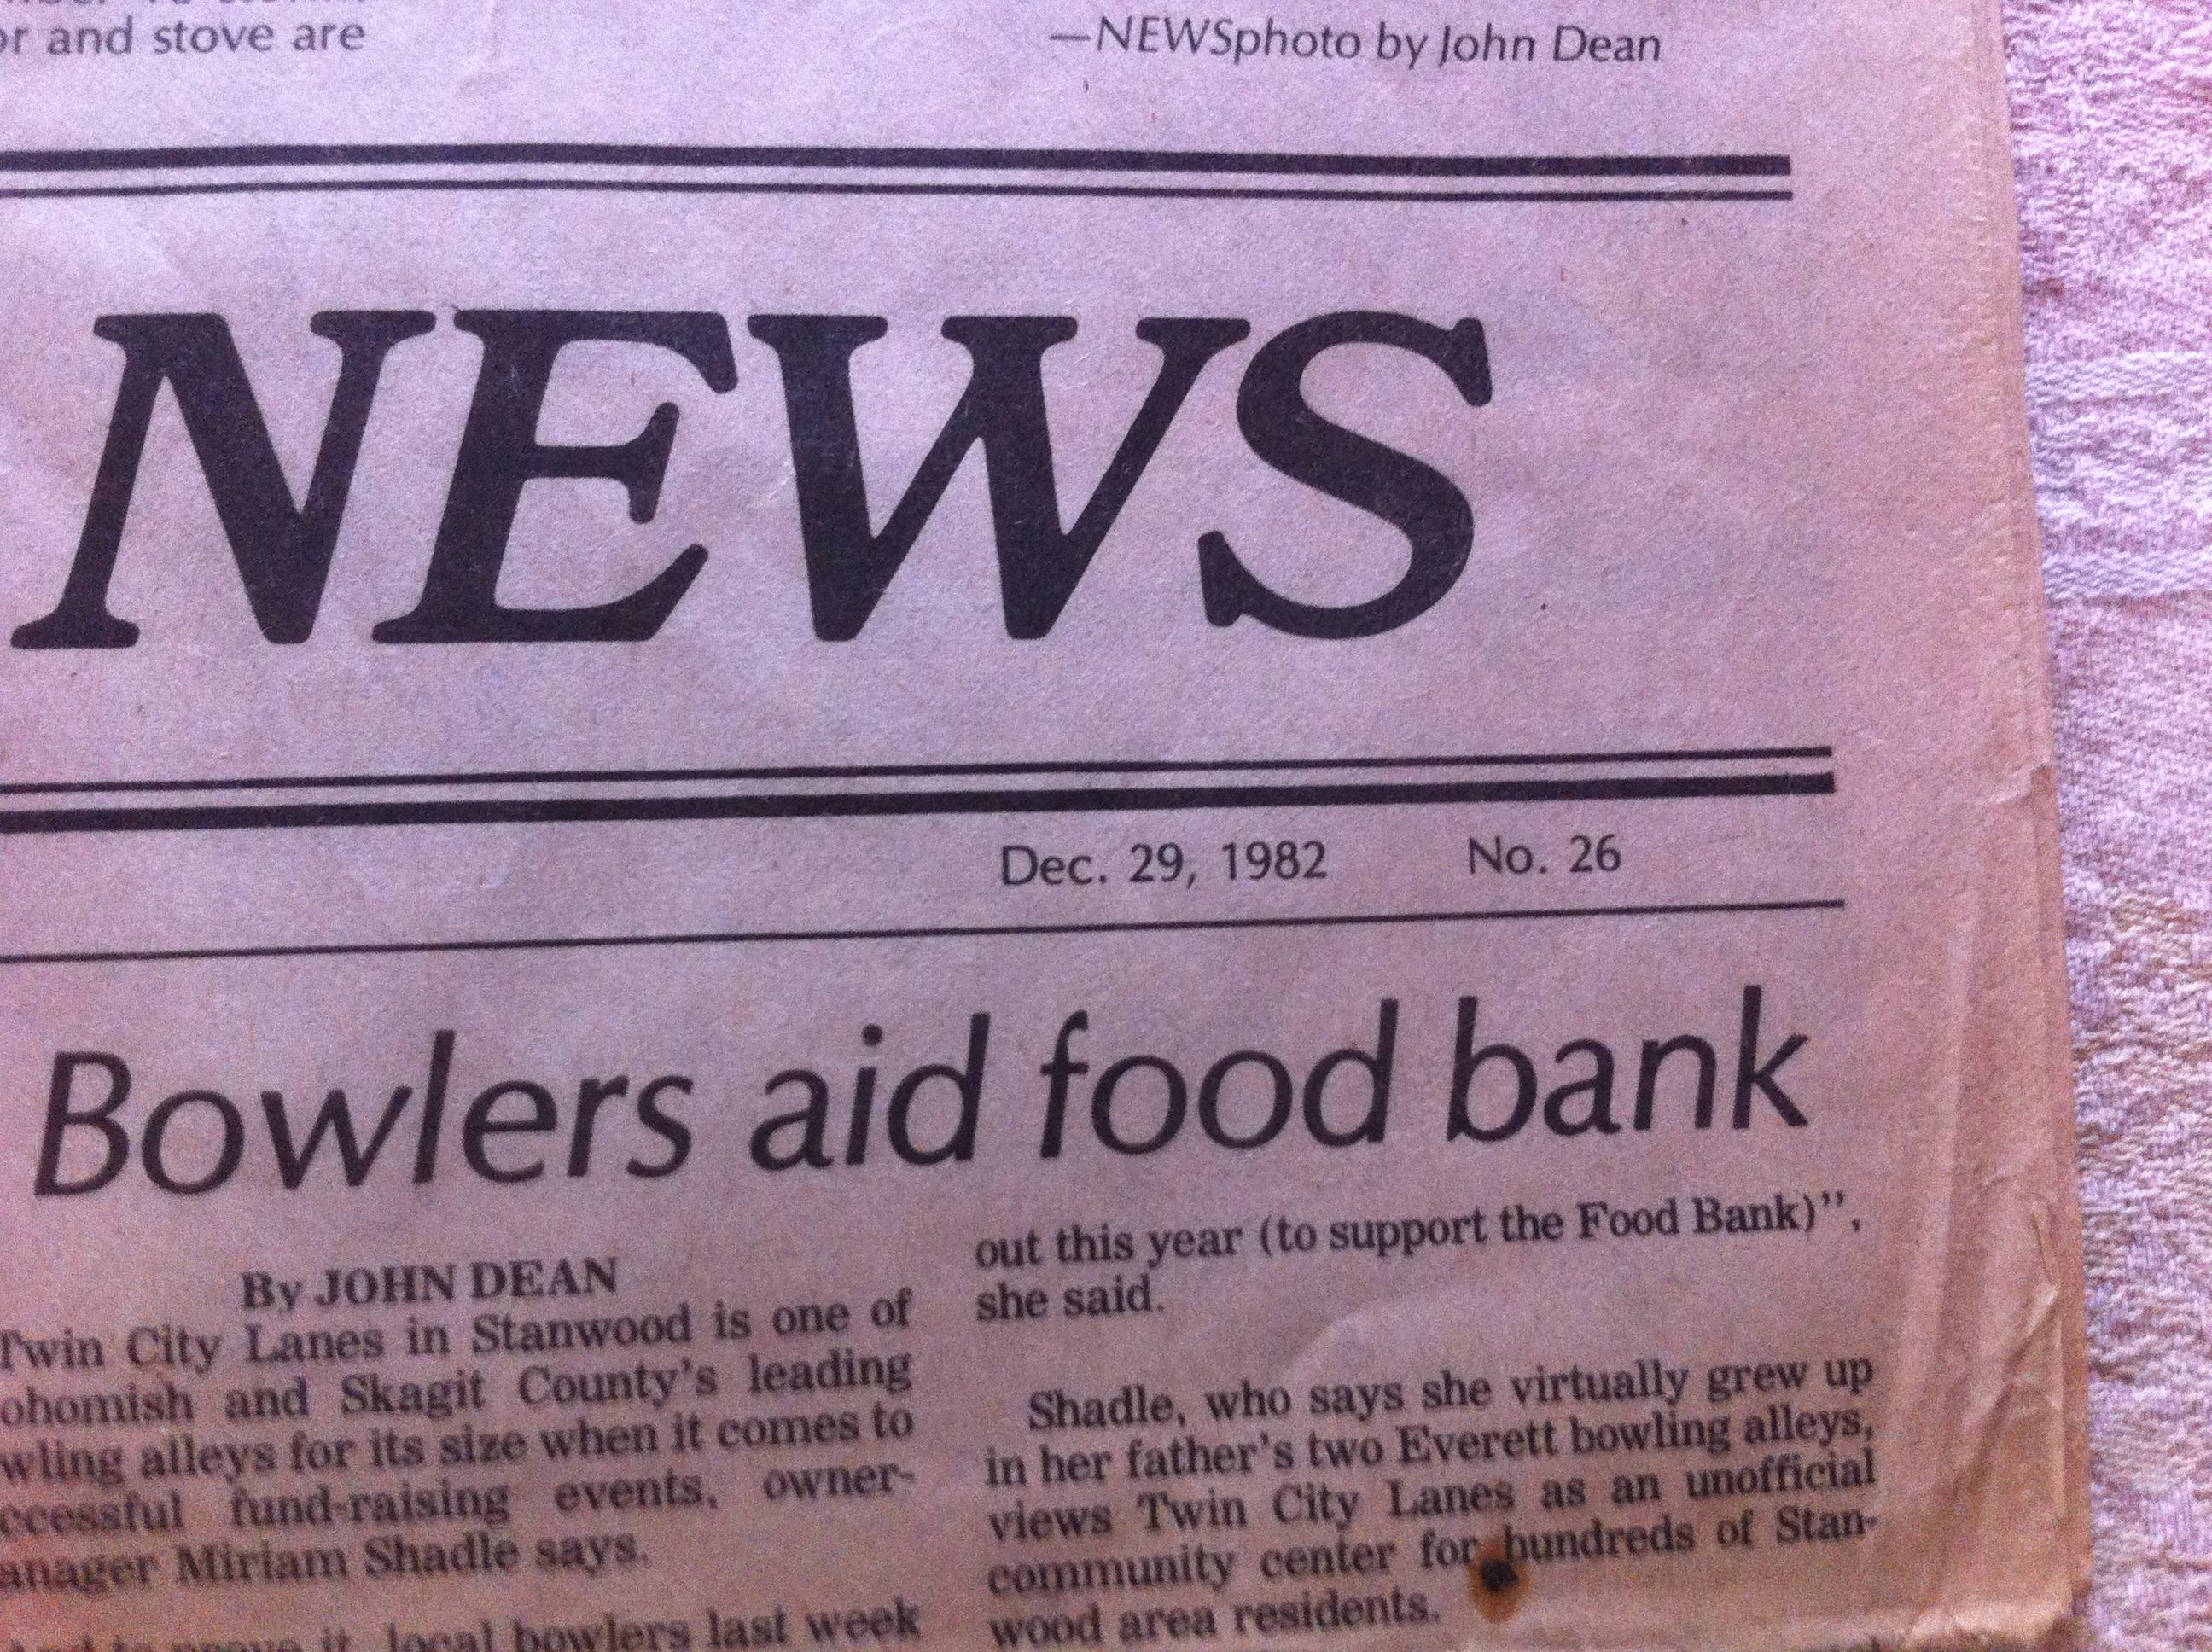 or and stove are
—NEWSphoto by John Dean
NEWS
Dec. 29, 1982 No. 26
Bowlers aid food bank
By JOHN DEAN
Twin City Lanes in Stanwood is one of
ohomish and Skagit County's leading
wling alleys for its size when it comes to
ccessful fund-raising events, owner-
anager Miriam Shadle says.
it, local bowlers last week
out this year (to support the Food Bank)",
she said.
Shadle, who says she virtually grew up
in her father's two Everett bowling alleys,
views Twin City Lanes as an unofficial
community center for hundreds of Stan-
wood area residents.